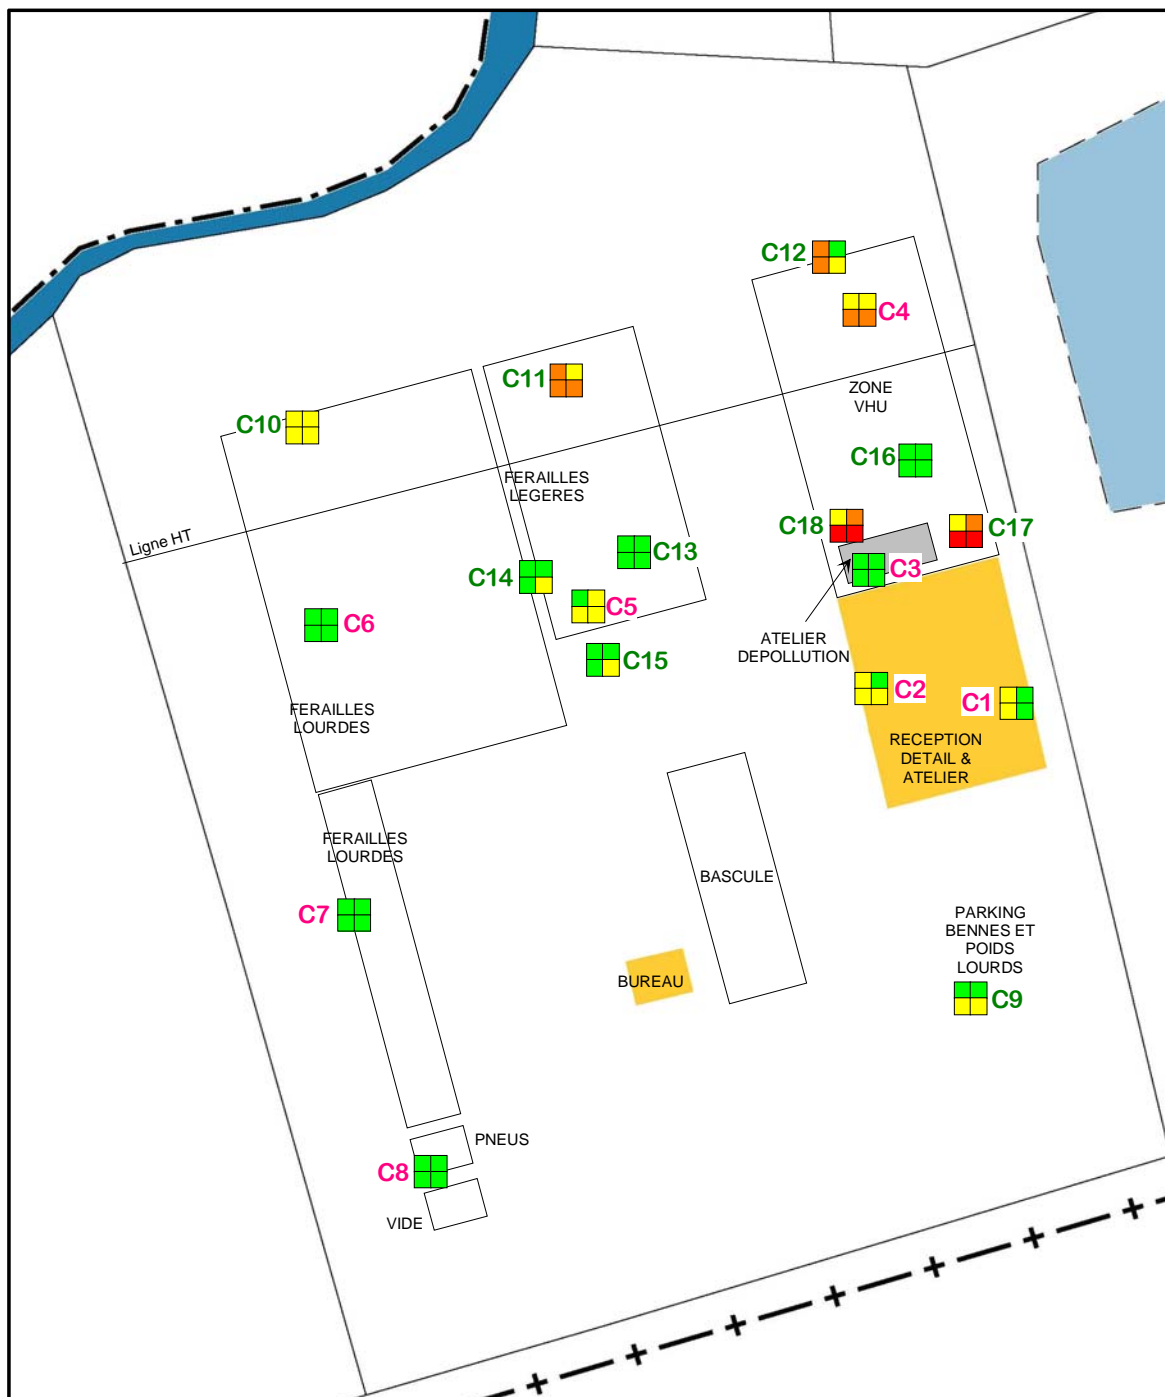 C12
C4
C11
ZONE
VHU
C10
C16
FERAILLES
LEGERES
Ligne HT
C18
C17
C13
C14
C3
C5
C6
ATELIER
DEPOLLUTION
C15
C2
C1
FERAILLES
LOURDES
RECEPTION
DETAIL &
ATELIER
FERAILLES
LOURDES
BASCULE
C7
PARKING
BENNES ET
POIDS
LOURDS
BUREAU
C9
PNEUS
C8
VIDE